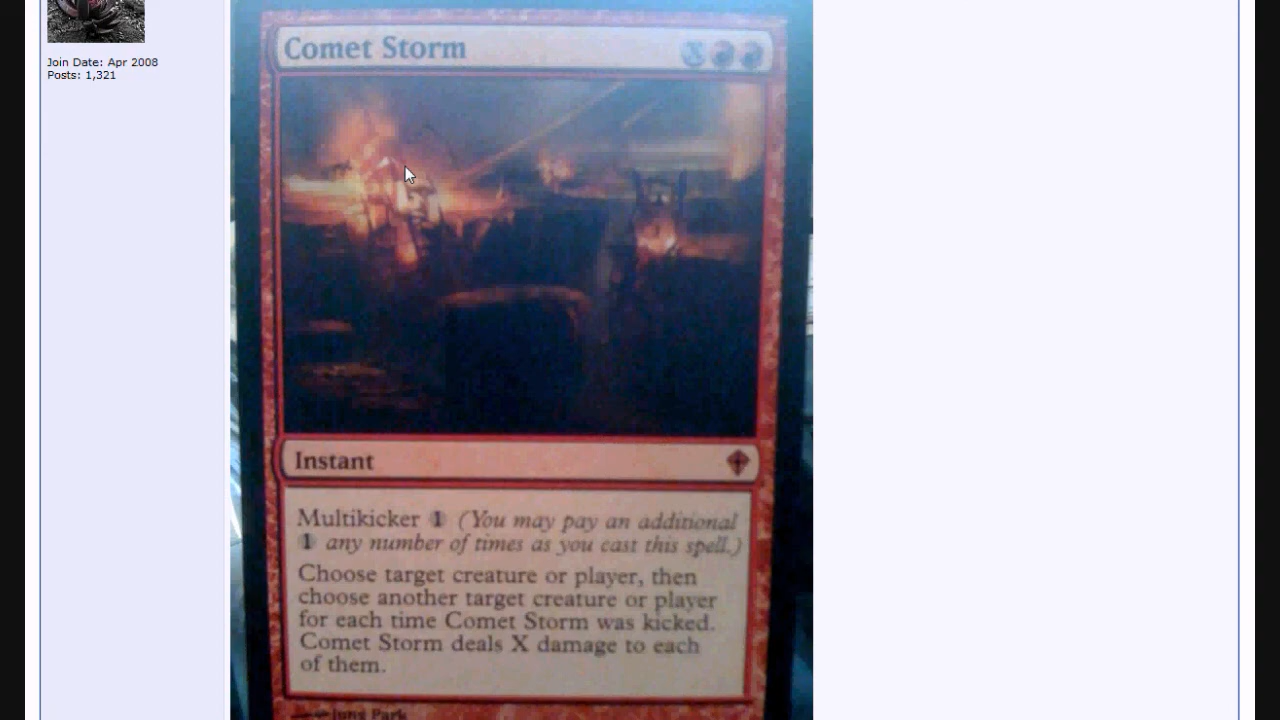 Join Date: Apr 2008
Posts: 1,321
Comet Storm
X
Instant
Multikicker 1 (You may pay an additional
1 any number of times as you cast this spell.)
Choose target creature or player, then
choose another target creature or player
for each time Comet Storm was kicked.
Comet Storm deals X damage to each
of them.
Jung Park